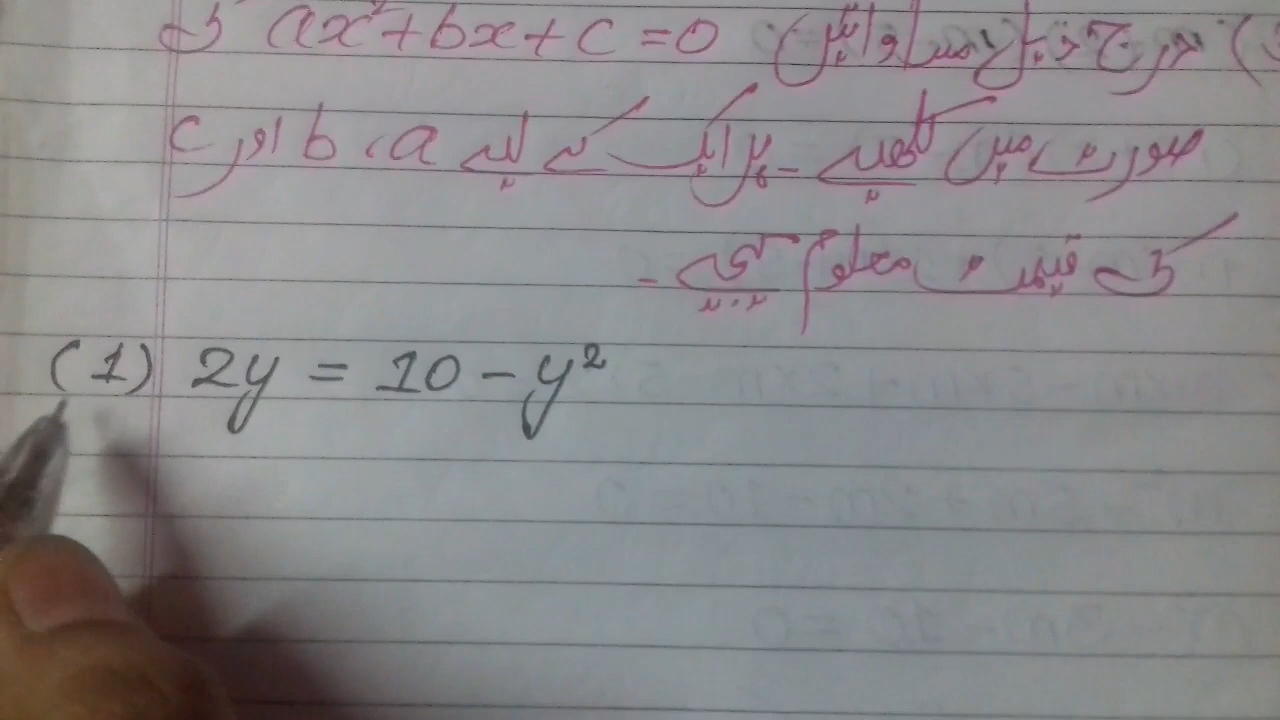 ) درج ذیل مساواتیں ax²+bx+c=0 کی
صورت میں لکھیے۔ ہر ایک کے لیے a، b اور c
کی قیمت معلوم کیجیے۔
(1) 2y = 10 - y²